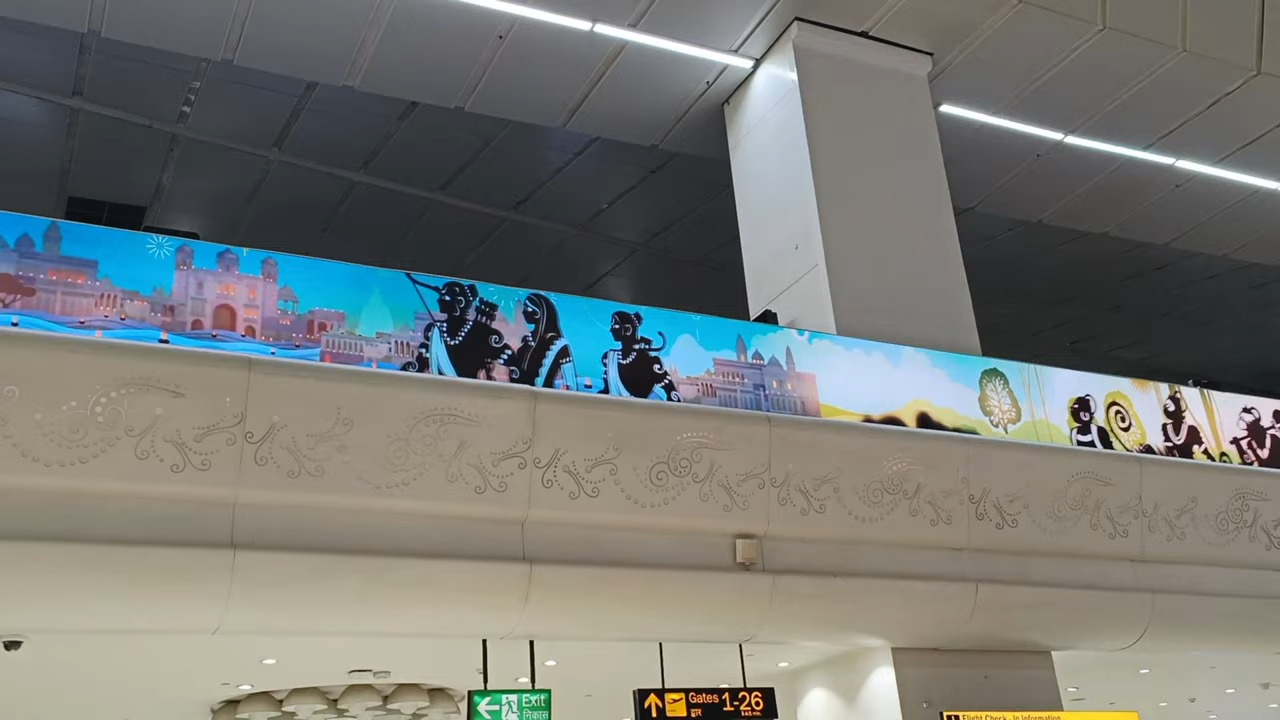 Exit
निकास
Gates 1-26
द्वार
Flight Check - In Information